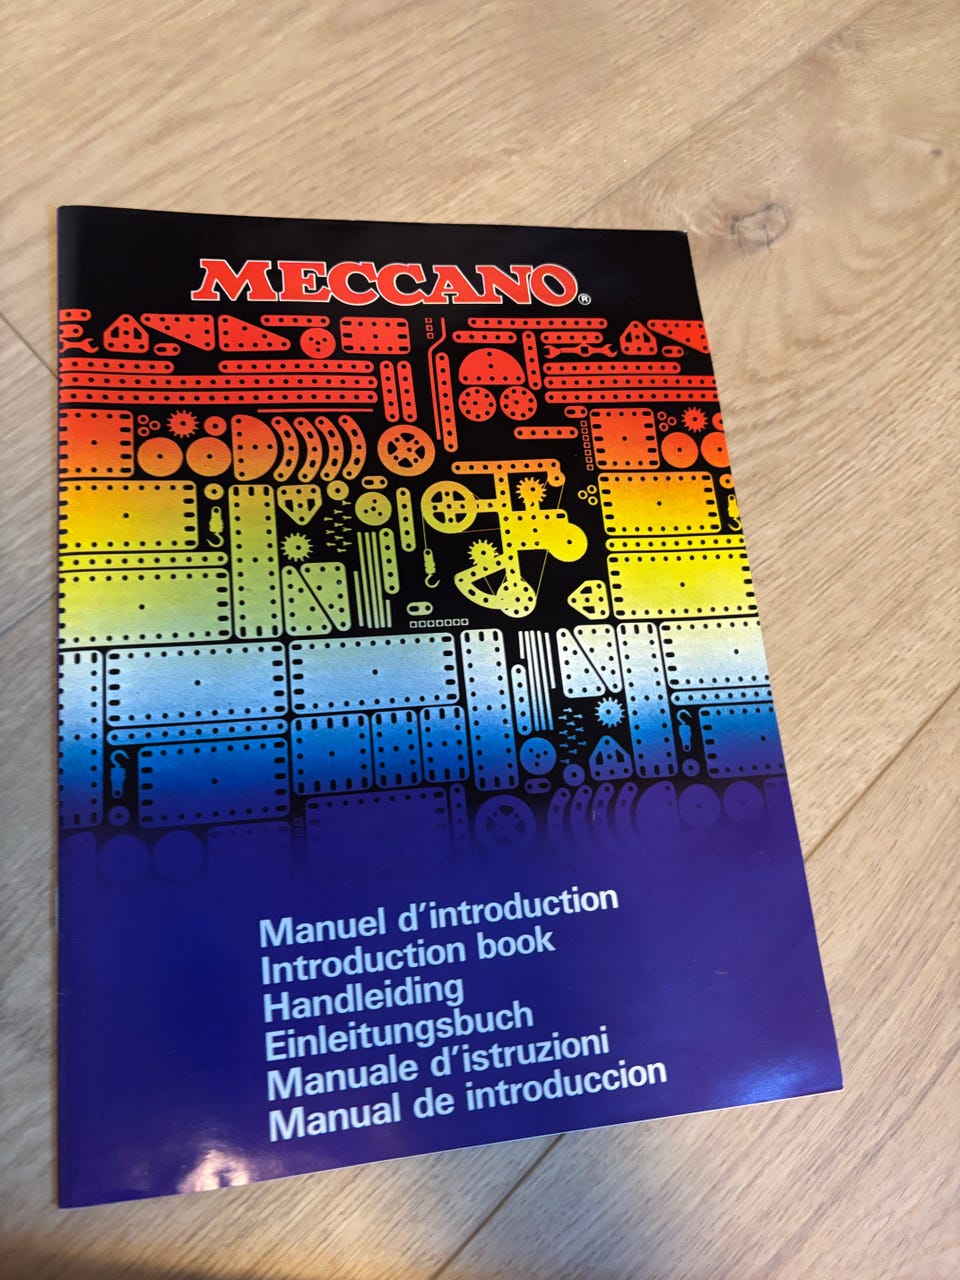 MECCANO®
Manuel d'introduction
Introduction book
Handleiding
Einleitungsbuch
Manuale d'istruzioni
Manual de introduccion